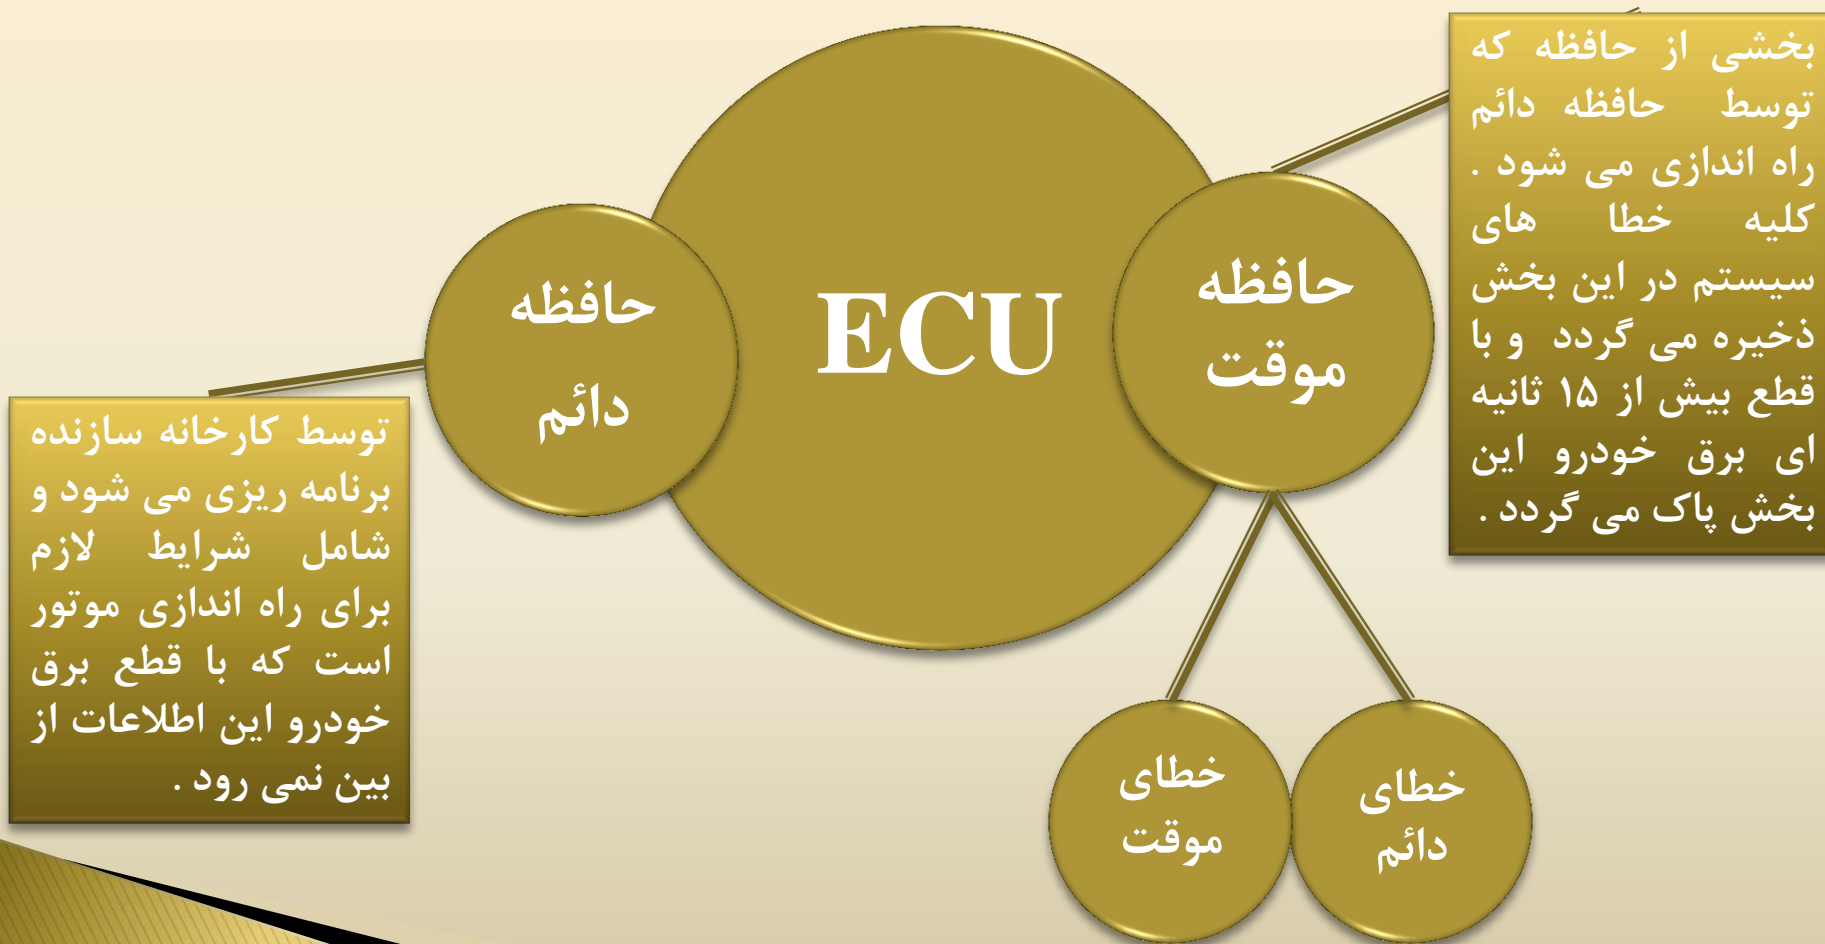 بخشی از حافظه که
توسط حافظه دائم
راه اندازی می شود .
کلیه خطا های
سیستم در این بخش
ذخیره می گردد و با
قطع بیش از ۱۵ ثانیه
ای برق خودرو این
بخش پاک می گردد .
حافظه
موقت
ECU
حافظه
دائم
توسط کارخانه سازنده
برنامه ریزی می شود و
شامل شرایط لازم
برای راه اندازی موتور
است که با قطع برق
خودرو این اطلاعات از
بین نمی رود .
خطای
دائم
خطای
موقت